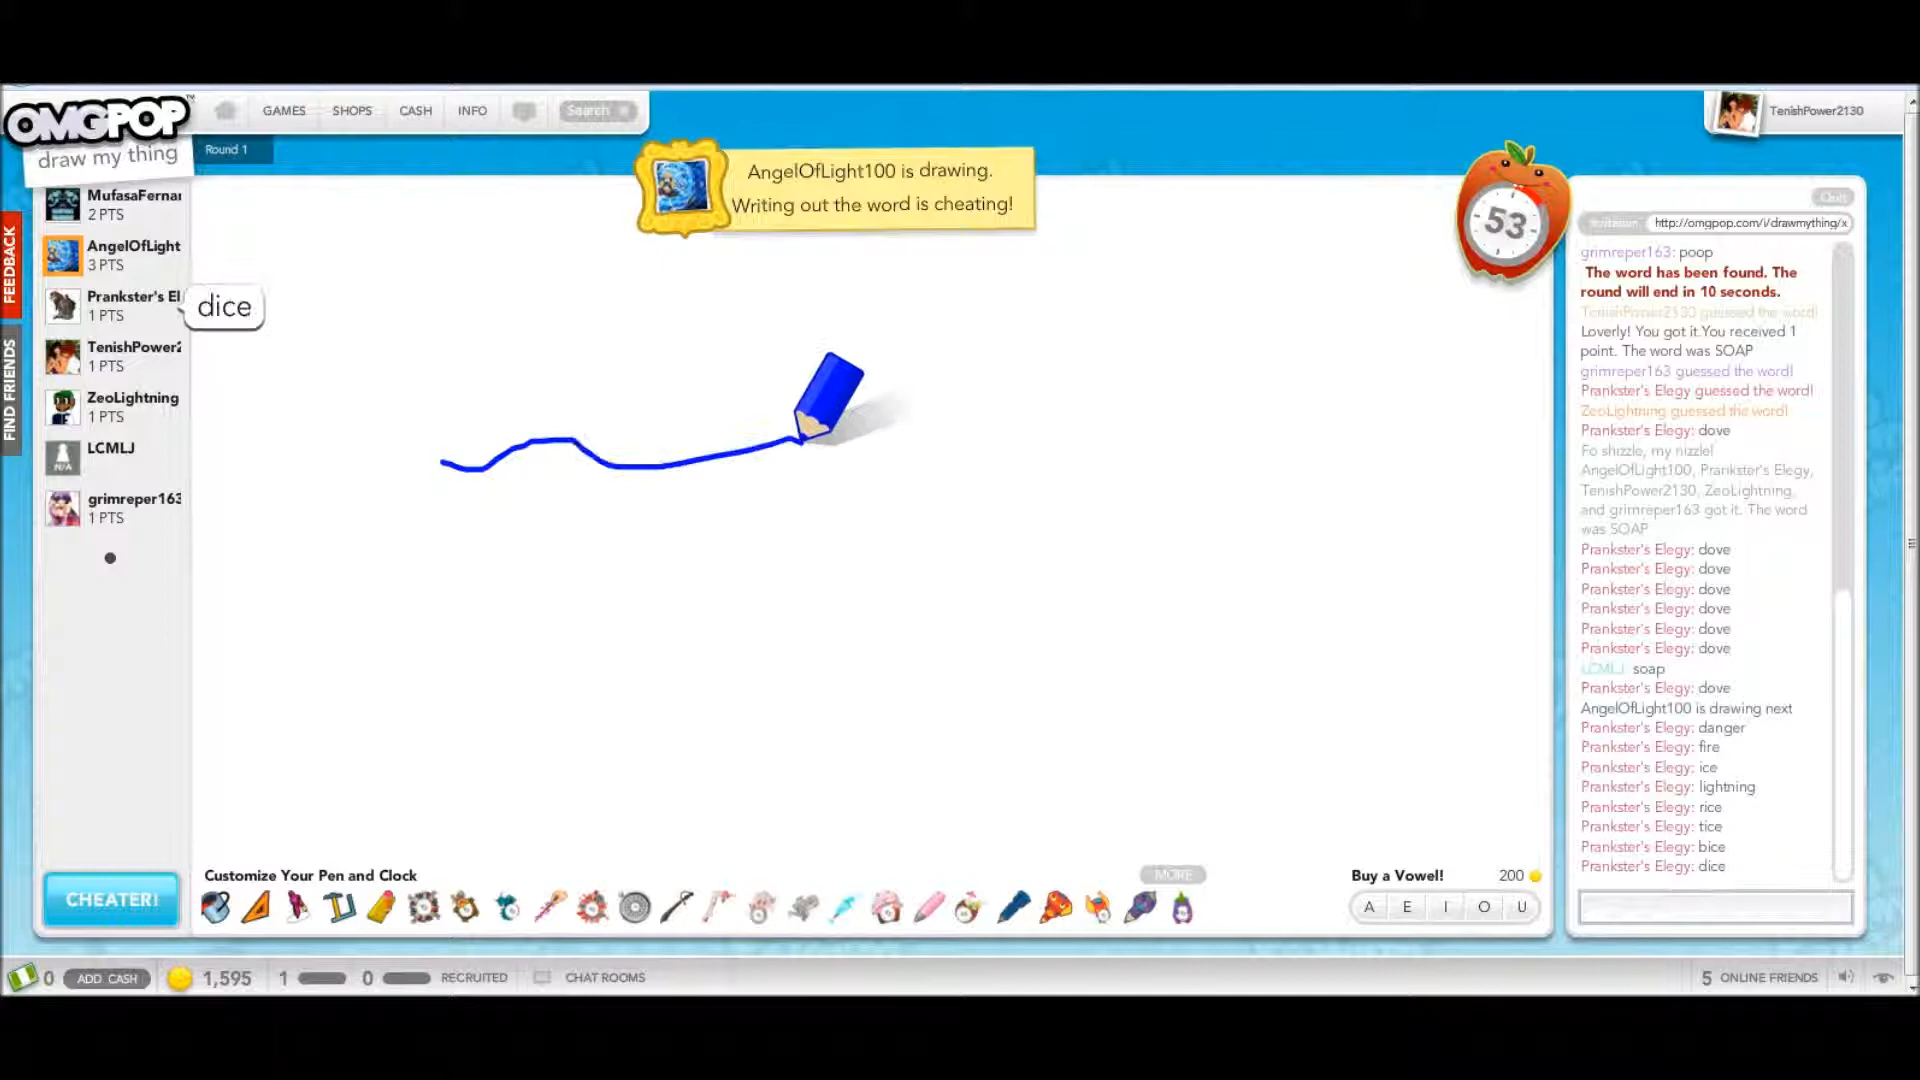 OMGPOP™
draw my thing
GAMES
SHOPS
CASH
INFO
Search
TenishPower2130
Round 1
AngelOfLight100 is drawing.
Writing out the word is cheating!
53
FEEDBACK
FIND FRIENDS
MufasaFernar
2 PTS
AngelOfLight
3 PTS
Prankster's El
1 PTS
dice
TenishPower2
1 PTS
ZeoLightning
1 PTS
N/A
LCMLJ
grimreper163
1 PTS
Quit
Invitation
http://omgpop.com/i/drawmything/x
grimreper163: poop
The word has been found. The
round will end in 10 seconds.
TenishPower2130 guessed the word!
Loverly! You got it.You received 1
point. The word was SOAP
grimreper163 guessed the word!
Prankster's Elegy guessed the word!
ZeoLightning guessed the word!
Prankster's Elegy: dove
Fo shizzle, my nizzle!
AngelOfLight100, Prankster's Elegy,
TenishPower2130, ZeoLightning,
and grimreper163 got it. The word
was SOAP
Prankster's Elegy: dove
Prankster's Elegy: dove
Prankster's Elegy: dove
Prankster's Elegy: dove
Prankster's Elegy: dove
Prankster's Elegy: dove
LCMLJ: soap
Prankster's Elegy: dove
AngelOfLight100 is drawing next
Prankster's Elegy: danger
Prankster's Elegy: fire
Prankster's Elegy: ice
Prankster's Elegy: lightning
Prankster's Elegy: rice
Prankster's Elegy: tice
Prankster's Elegy: bice
Prankster's Elegy: dice
CHEATER!
Customize Your Pen and Clock
MORE
Buy a Vowel!
200
A E I O U
0
ADD CASH
1,595
1
0
RECRUITED
CHAT ROOMS
5 ONLINE FRIENDS